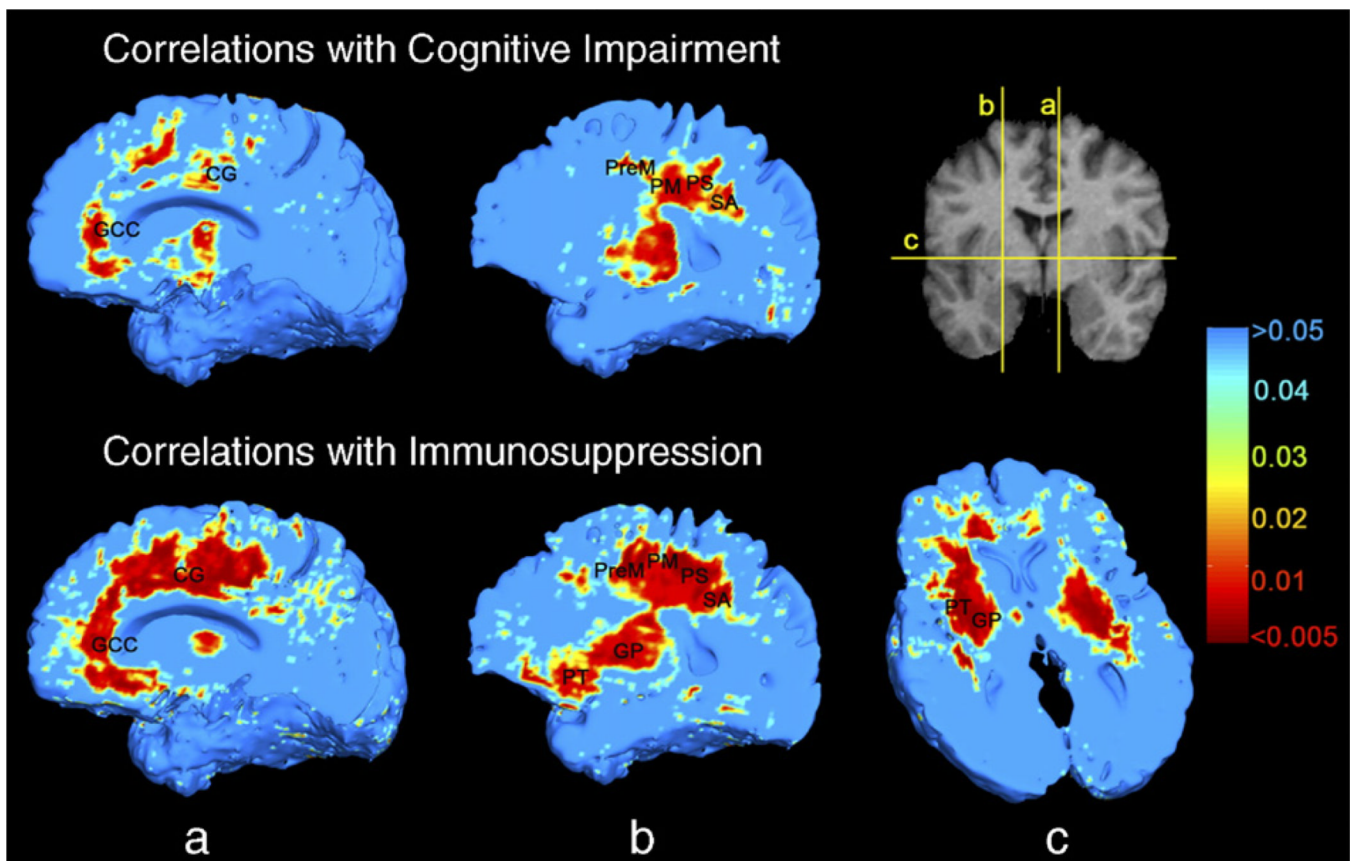 Correlations with Cognitive Impairment
b
a
CG
GCC
PreM
PM
PS
SA
c
>0.05
0.04
0.03
0.02
0.01
<0.005
Correlations with Immunosuppression
CG
GCC
PreM
PM
PS
SA
GP
PT
PT
GP
a
b
c